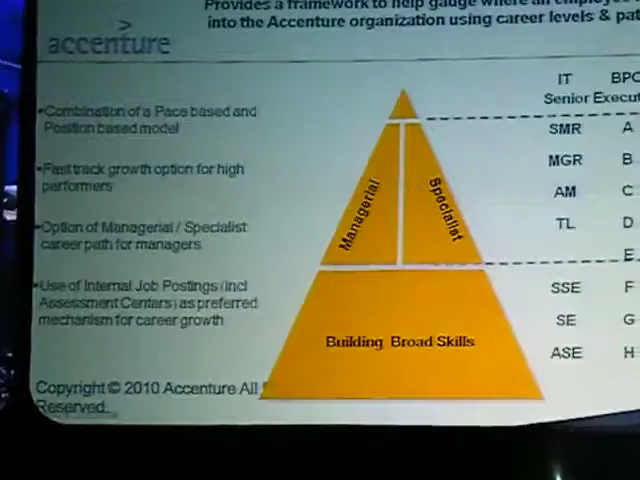 Provides a framework to help gauge where an employee
into the Accenture organization using career levels &
>
accenture
IT BPO
Senior
•Combination of a Pace based and
Position based model
SMR A
MGR B
•Fast track growth option for high
performers
AM C
Managerial
Specialist
•Option of Managerial / Specialist
career path for managers
TL D
E
•Use of Internal Job Postings (incl
Assessment Centers) as preferred
mechanism for career growth
SSE F
SE G
Building Broad Skills
ASE H
Copyright © 2010 Accenture All
Reserved.